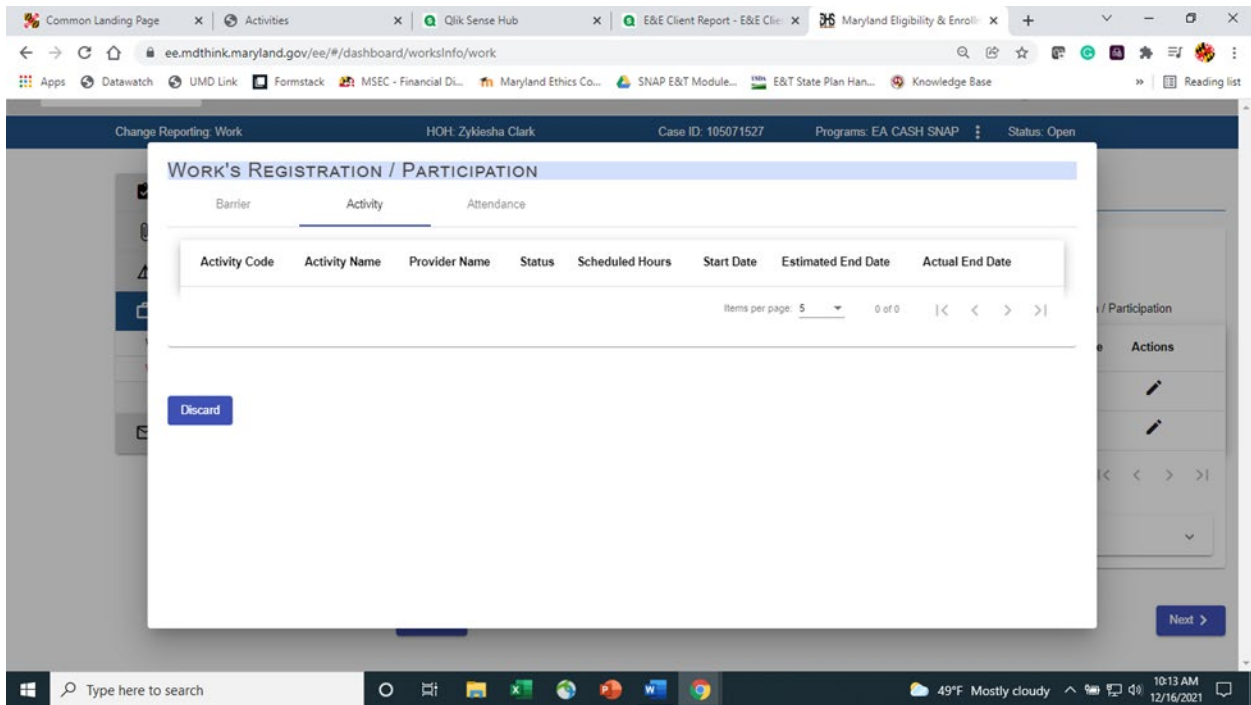 Common Landing Page Activities Qlik Sense Hub E&E Client Report - E&E Clie Maryland Eligibility & Enroll
ee.mdthink.maryland.gov/ee/#/dashboard/worksInfo/work
Apps Datawatch UMD Link Formstack MSEC - Financial Di... Maryland Ethics Co... SNAP E&T Module... E&T State Plan Han... Knowledge Base » Reading list
Change Reporting: Work HOH: Zykiesha Clark Case ID: 105071527 Programs: EA CASH SNAP Status: Open
WORK'S REGISTRATION / PARTICIPATION
Barrier Activity Attendance
Activity Code Activity Name Provider Name Status Scheduled Hours Start Date Estimated End Date Actual End Date
Items per page: 5 0 of 0
/ Participation
e Actions
Discard
Next >
Type here to search
49°F Mostly cloudy
10:13 AM
12/16/2021